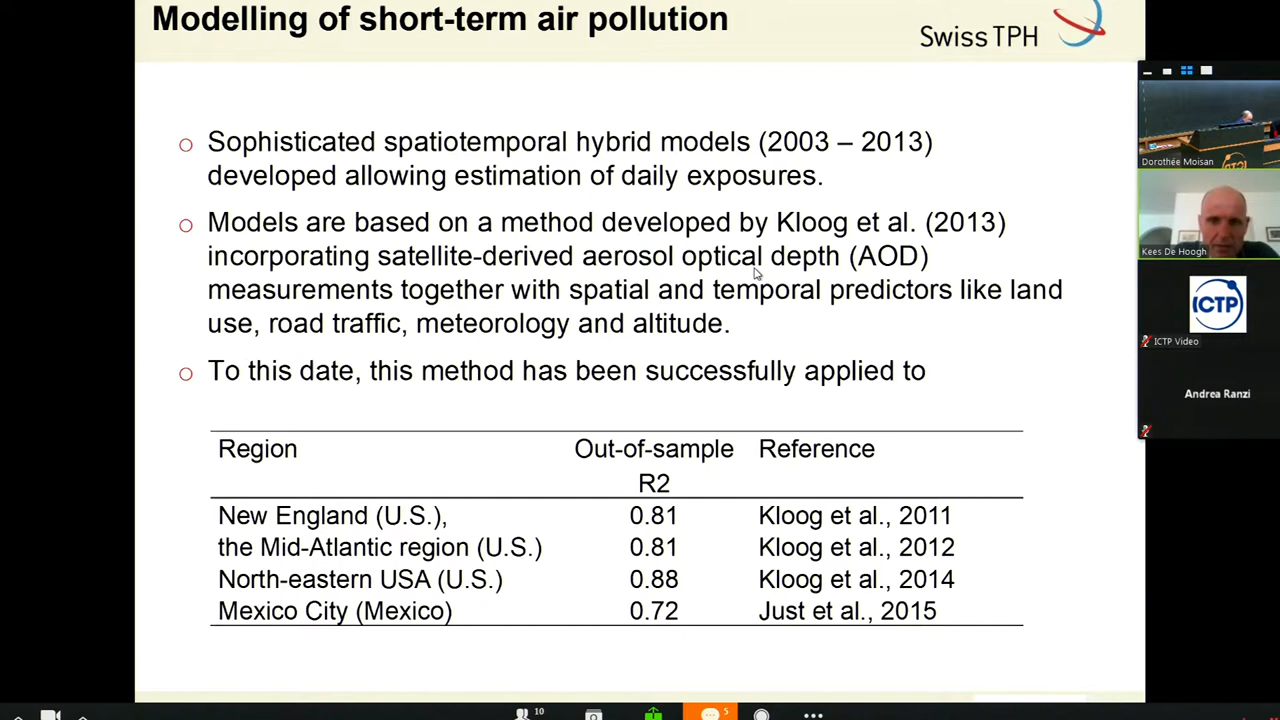 Modelling of short-term air pollution
Swiss TPH
Sophisticated spatiotemporal hybrid models (2003 – 2013)
developed allowing estimation of daily exposures.
Models are based on a method developed by Kloog et al. (2013)
incorporating satellite-derived aerosol optical depth (AOD)
measurements together with spatial and temporal predictors like land
use, road traffic, meteorology and altitude.
To this date, this method has been successfully applied to
Region Out-of-sample R2 Reference
New England (U.S.), 0.81 Kloog et al., 2011
the Mid-Atlantic region (U.S.) 0.81 Kloog et al., 2012
North-eastern USA (U.S.) 0.88 Kloog et al., 2014
Mexico City (Mexico) 0.72 Just et al., 2015
Dorothée Moisan
Kees De Hoogh
ICTP
ICTP Video
Andrea Ranzi
10
5